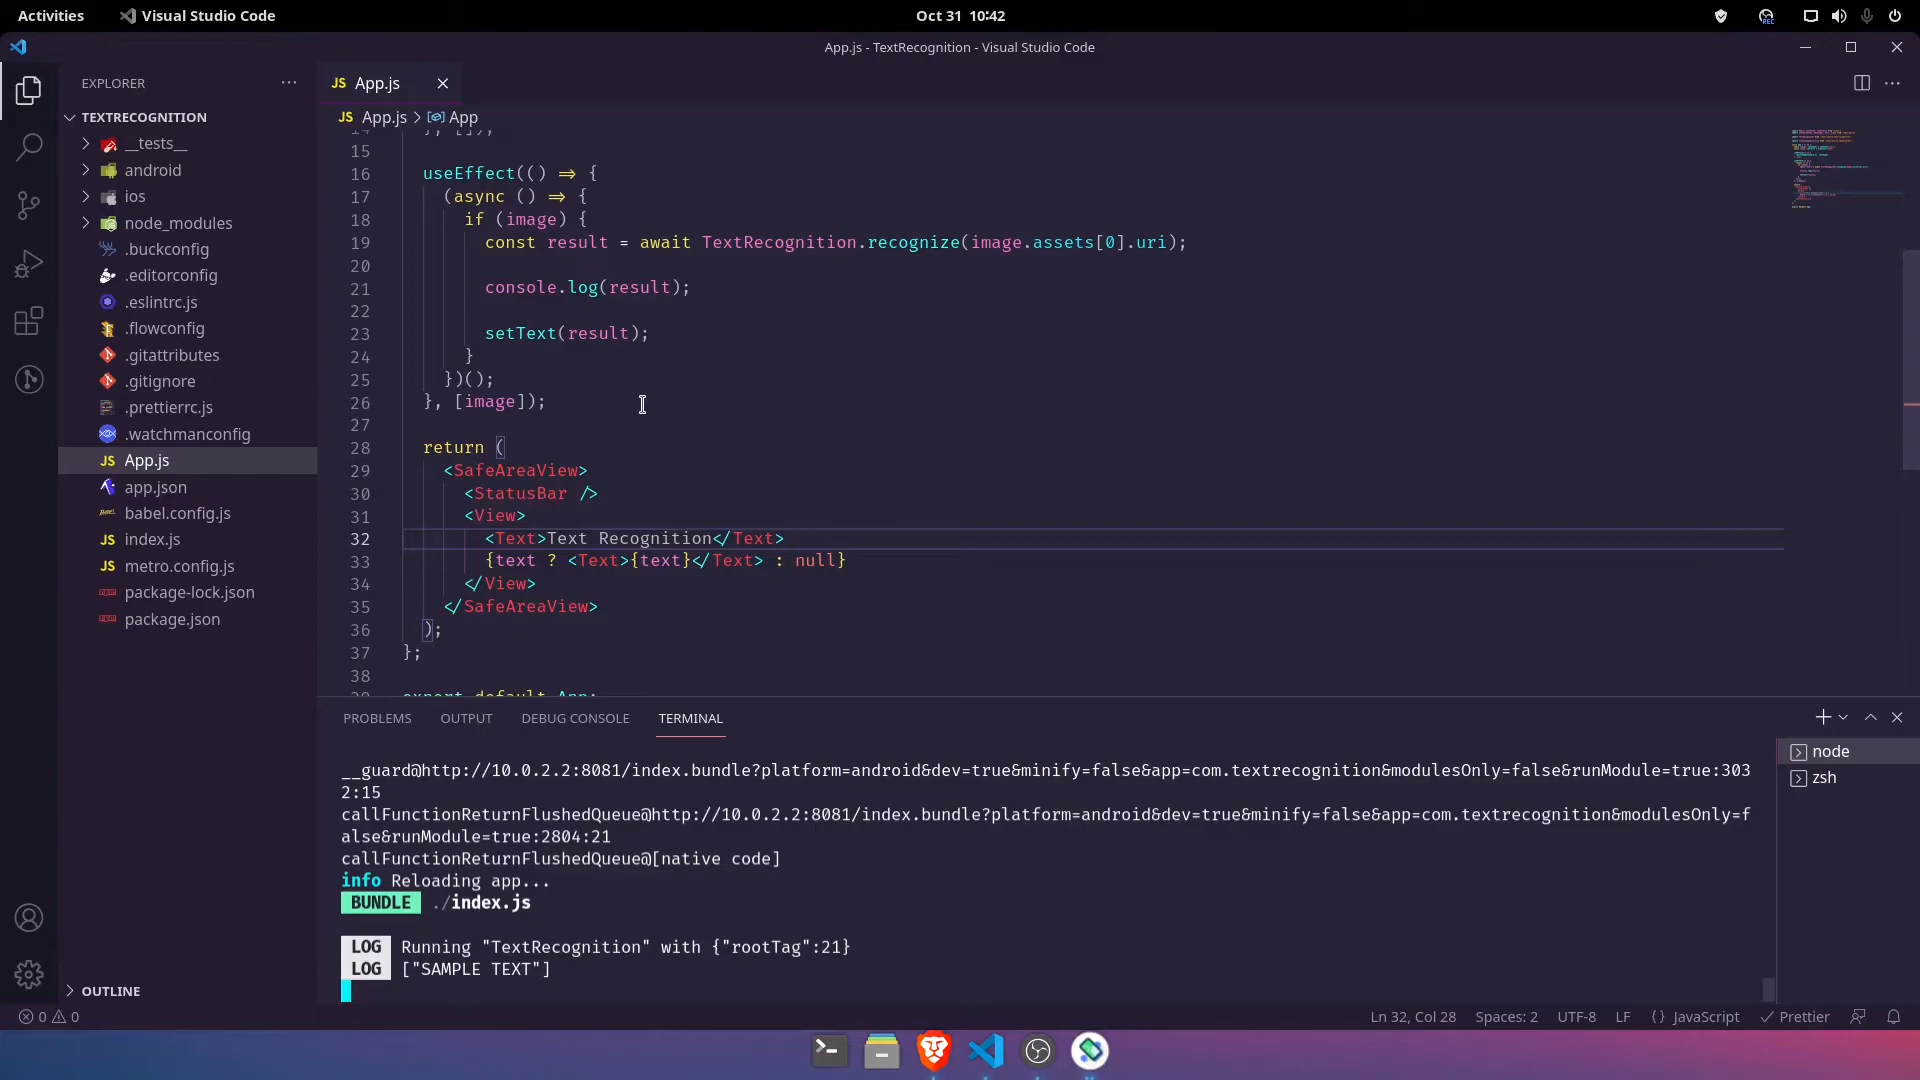 Activities
Visual Studio Code
Oct 31 10:42
REC
App.js - TextRecognition - Visual Studio Code
EXPLORER
TEXTRECOGNITION
__tests__
android
ios
node_modules
.buckconfig
.editorconfig
.eslintrc.js
.flowconfig
.gitattributes
.gitignore
.prettierrc.js
.watchmanconfig
JS App.js
app.json
babel.config.js
JS index.js
JS metro.config.js
package-lock.json
package.json
OUTLINE
JS App.js
JS App.js > App
14 }, []);
15
16 useEffect(() => {
17 (async () => {
18 if (image) {
19 const result = await TextRecognition.recognize(image.assets[0].uri);
20
21 console.log(result);
22
23 setText(result);
24 }
25 })();
26 }, [image]);
27
28 return (
29 <SafeAreaView>
30 <StatusBar />
31 <View>
32 <Text>Text Recognition</Text>
33 {text ? <Text>{text}</Text> : null}
34 </View>
35 </SafeAreaView>
36 );
37 };
38
39 export default App;
PROBLEMS OUTPUT DEBUG CONSOLE TERMINAL
node
zsh
__guard@http://10.0.2.2:8081/index.bundle?platform=android&dev=true&minify=false&app=com.textrecognition&modulesOnly=false&runModule=true:303
2:15
callFunctionReturnFlushedQueue@http://10.0.2.2:8081/index.bundle?platform=android&dev=true&minify=false&app=com.textrecognition&modulesOnly=f
alse&runModule=true:2804:21
callFunctionReturnFlushedQueue@[native code]
info Reloading app...
BUNDLE ./index.js
LOG Running "TextRecognition" with {"rootTag":21}
LOG ["SAMPLE TEXT"]
0 0
Ln 32, Col 28 Spaces: 2 UTF-8 LF {} JavaScript Prettier